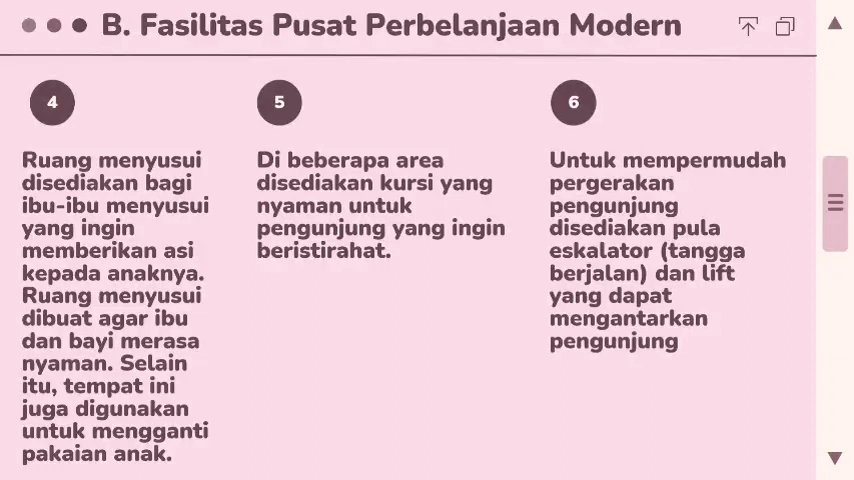 B. Fasilitas Pusat Perbelanjaan Modern
4
Ruang menyusui
disediakan bagi
ibu-ibu menyusui
yang ingin
memberikan asi
kepada anaknya.
Ruang menyusui
dibuat agar ibu
dan bayi merasa
nyaman. Selain
itu, tempat ini
juga digunakan
untuk mengganti
pakaian anak.
5
Di beberapa area
disediakan kursi yang
nyaman untuk
pengunjung yang ingin
beristirahat.
6
Untuk mempermudah
pergerakan
pengunjung
disediakan pula
eskalator (tangga
berjalan) dan lift
yang dapat
mengantarkan
pengunjung